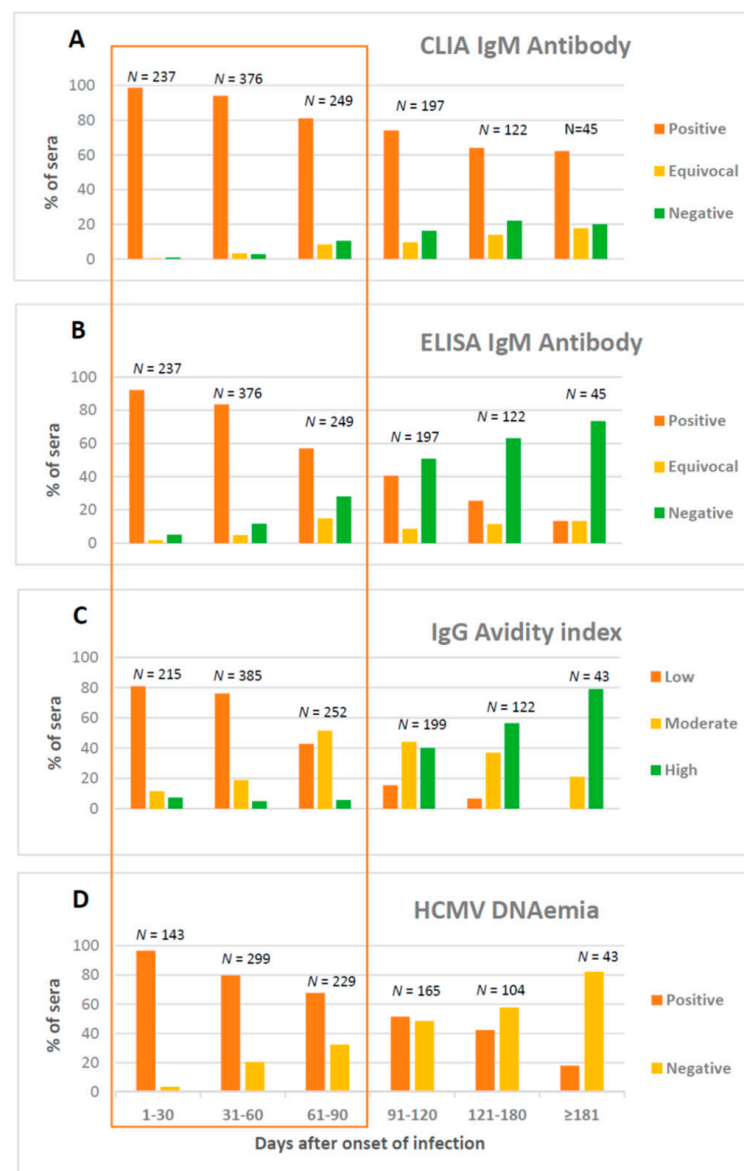 A
CLIA IgM Antibody
N = 237
N = 376
N = 249
N = 197
N = 122
N=45
100
80
60
40
20
0
% of sera
Positive
Equivocal
Negative
B
ELISA IgM Antibody
N = 237
N = 376
N = 249
N = 197
N = 122
N = 45
100
80
60
40
20
0
% of sera
Positive
Equivocal
Negative
C
IgG Avidity index
N = 215
N = 385
N = 252
N = 199
N = 122
N = 43
100
80
60
40
20
0
% of sera
Low
Moderate
High
D
HCMV DNAemia
N = 143
N = 299
N = 229
N = 165
N = 104
N = 43
100
80
60
40
20
0
% of sera
Positive
Negative
1-30 31-60 61-90 91-120 121-180 ≥181
Days after onset of infection